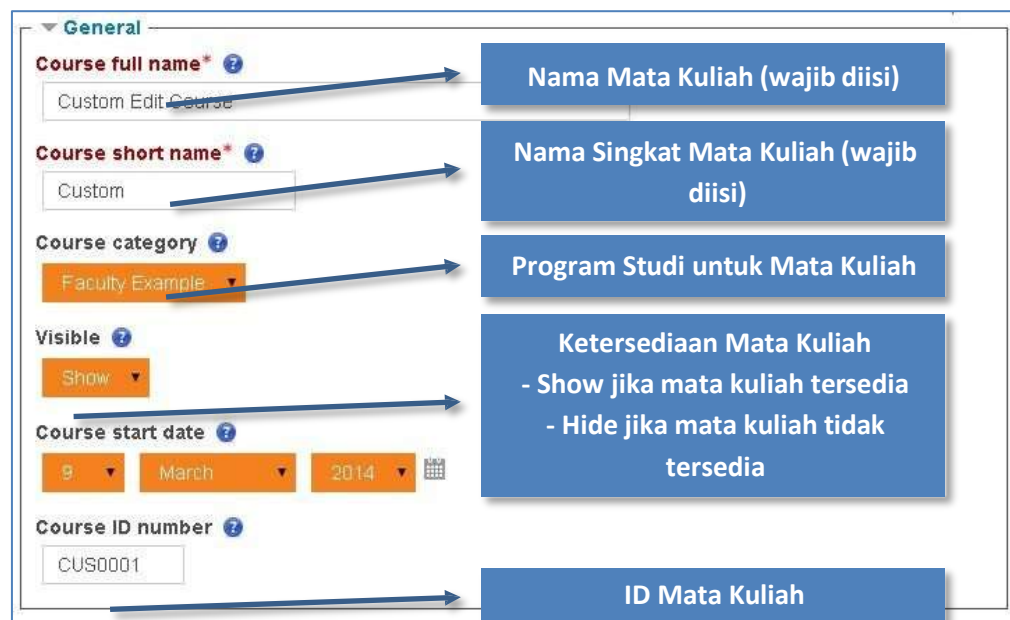 General
Course full name*
Custom Edit Course
Nama Mata Kuliah (wajib diisi)
Course short name*
Custom
Nama Singkat Mata Kuliah (wajib
diisi)
Course category
Faculty Example
Program Studi untuk Mata Kuliah
Visible
Show
Ketersediaan Mata Kuliah
- Show jika mata kuliah tersedia
- Hide jika mata kuliah tidak
tersedia
Course start date
9 March 2014
Course ID number
CUS0001
ID Mata Kuliah